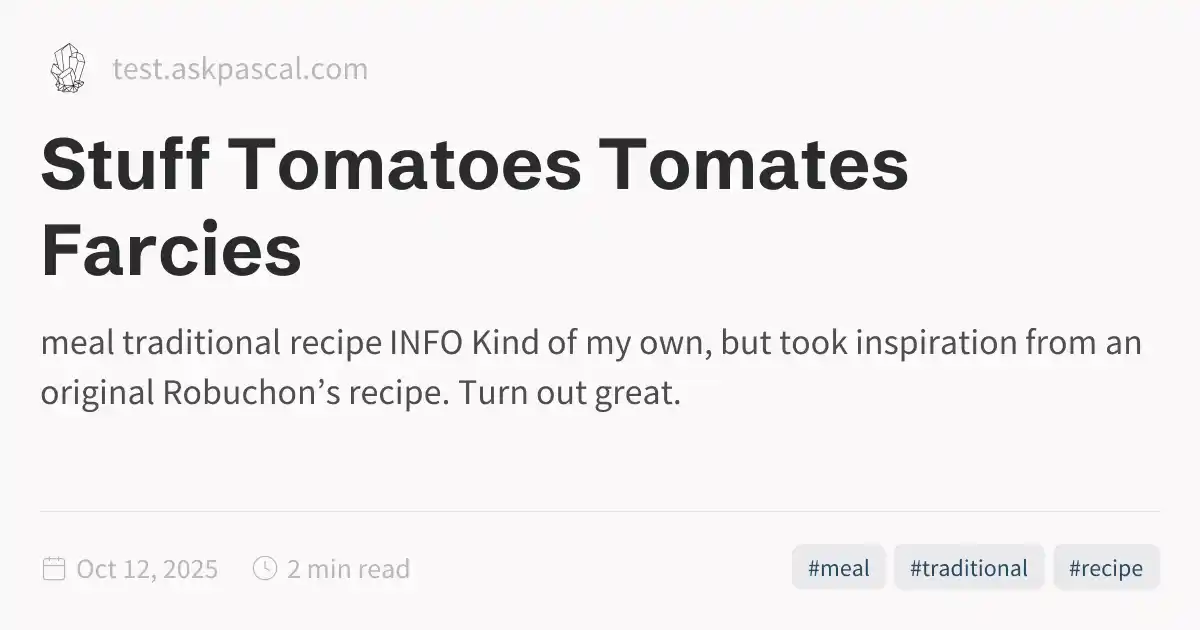 test.askpascal.com
Stuff Tomatoes Tomates
Farcies
meal traditional recipe INFO Kind of my own, but took inspiration from an
original Robuchon’s recipe. Turn out great.
Oct 12, 2025 2 min read #meal #traditional #recipe